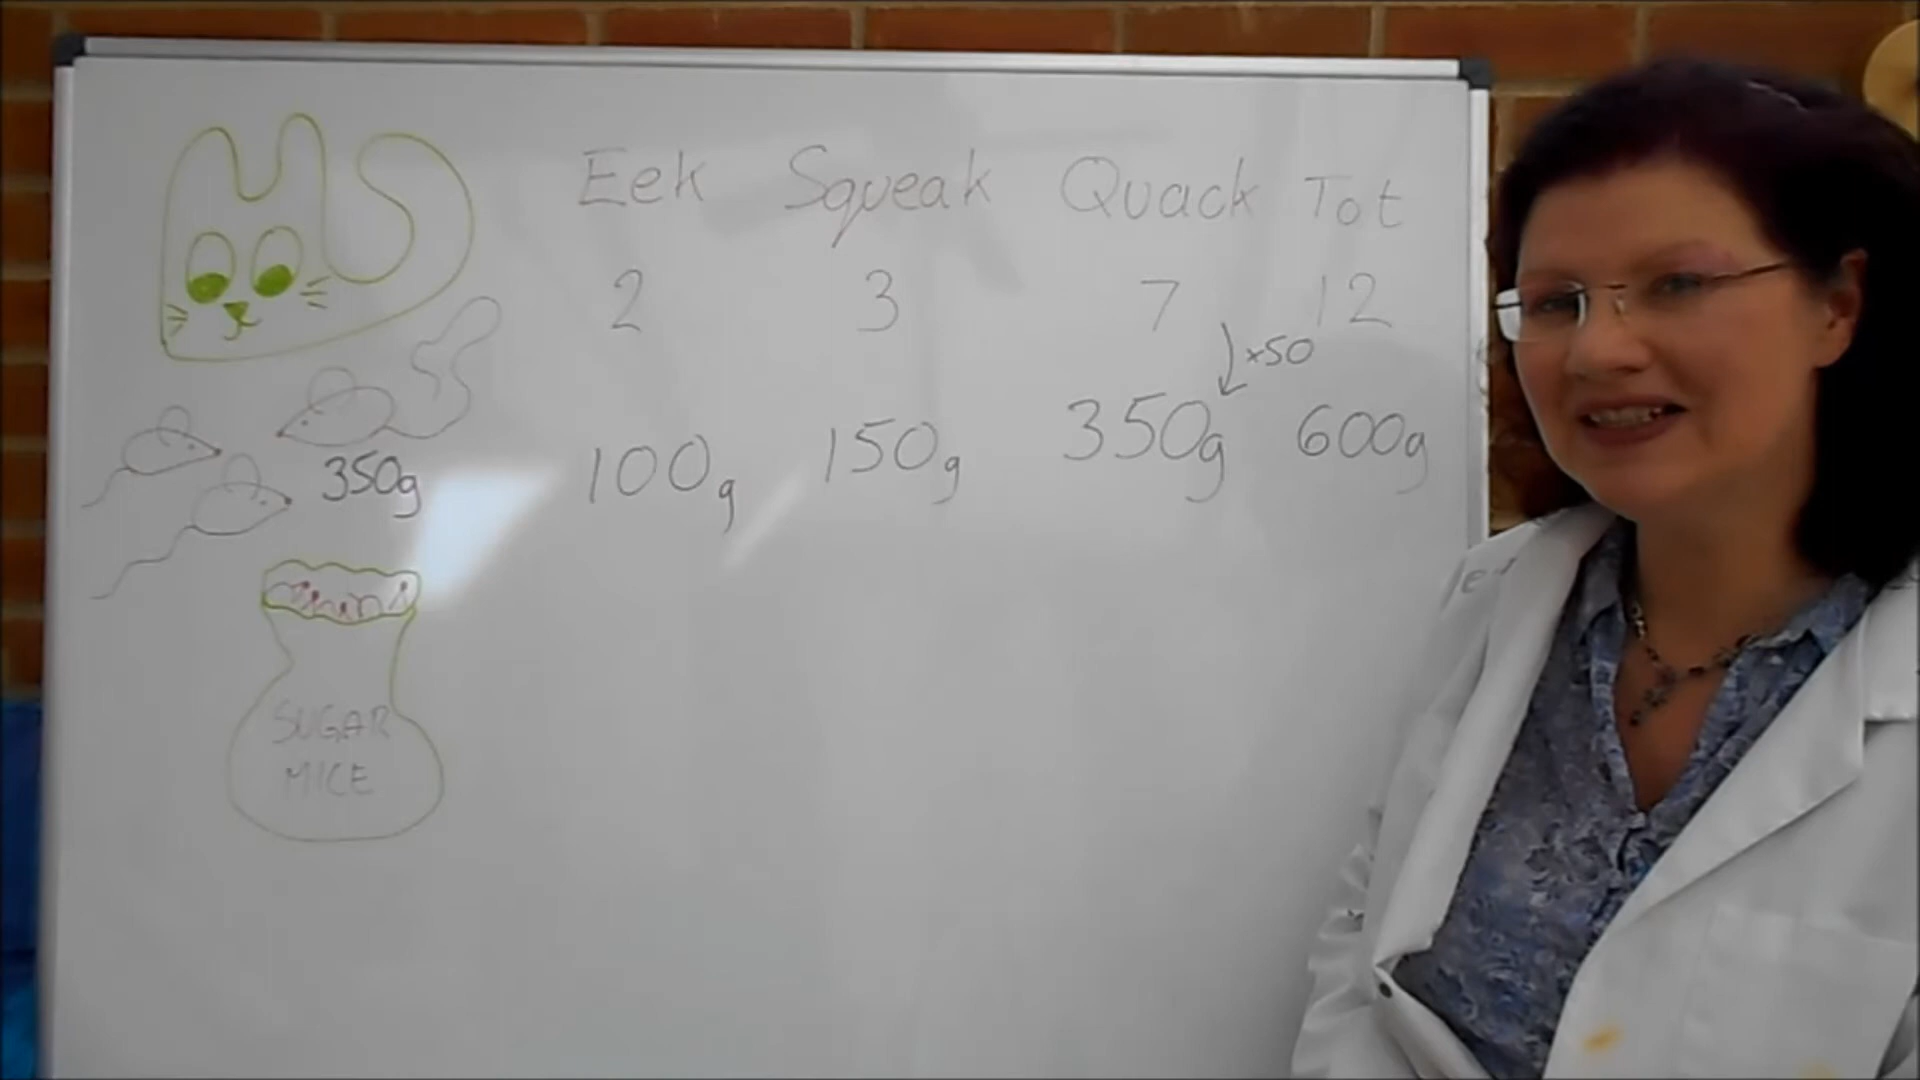 Eek Squeak Quack Tot
2 3 7 12
×50
350g 100g 150g 350g 600g
SUGAR
MICE